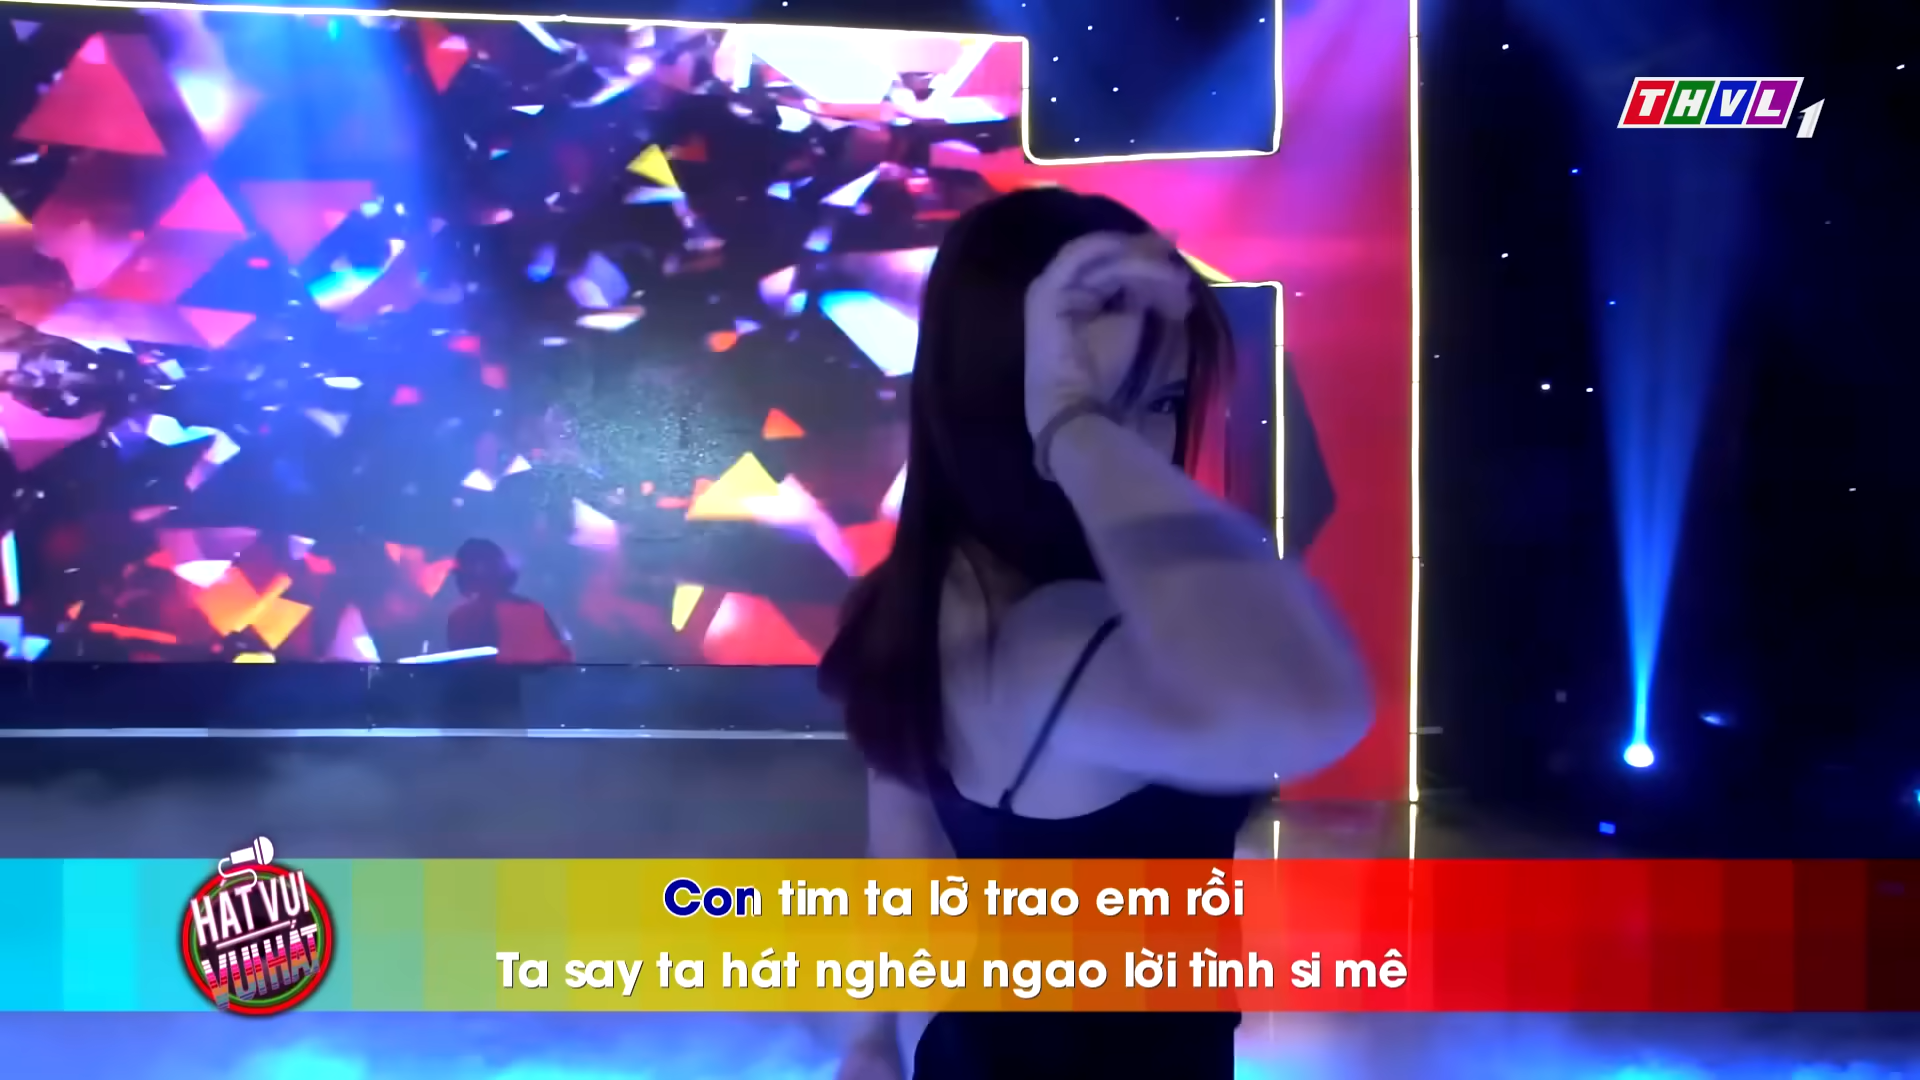 THVL1
Con tim ta lỡ trao em rồi
HÁT VUI
VUI HÁT
Ta say ta hát nghêu ngao lời tình si mê